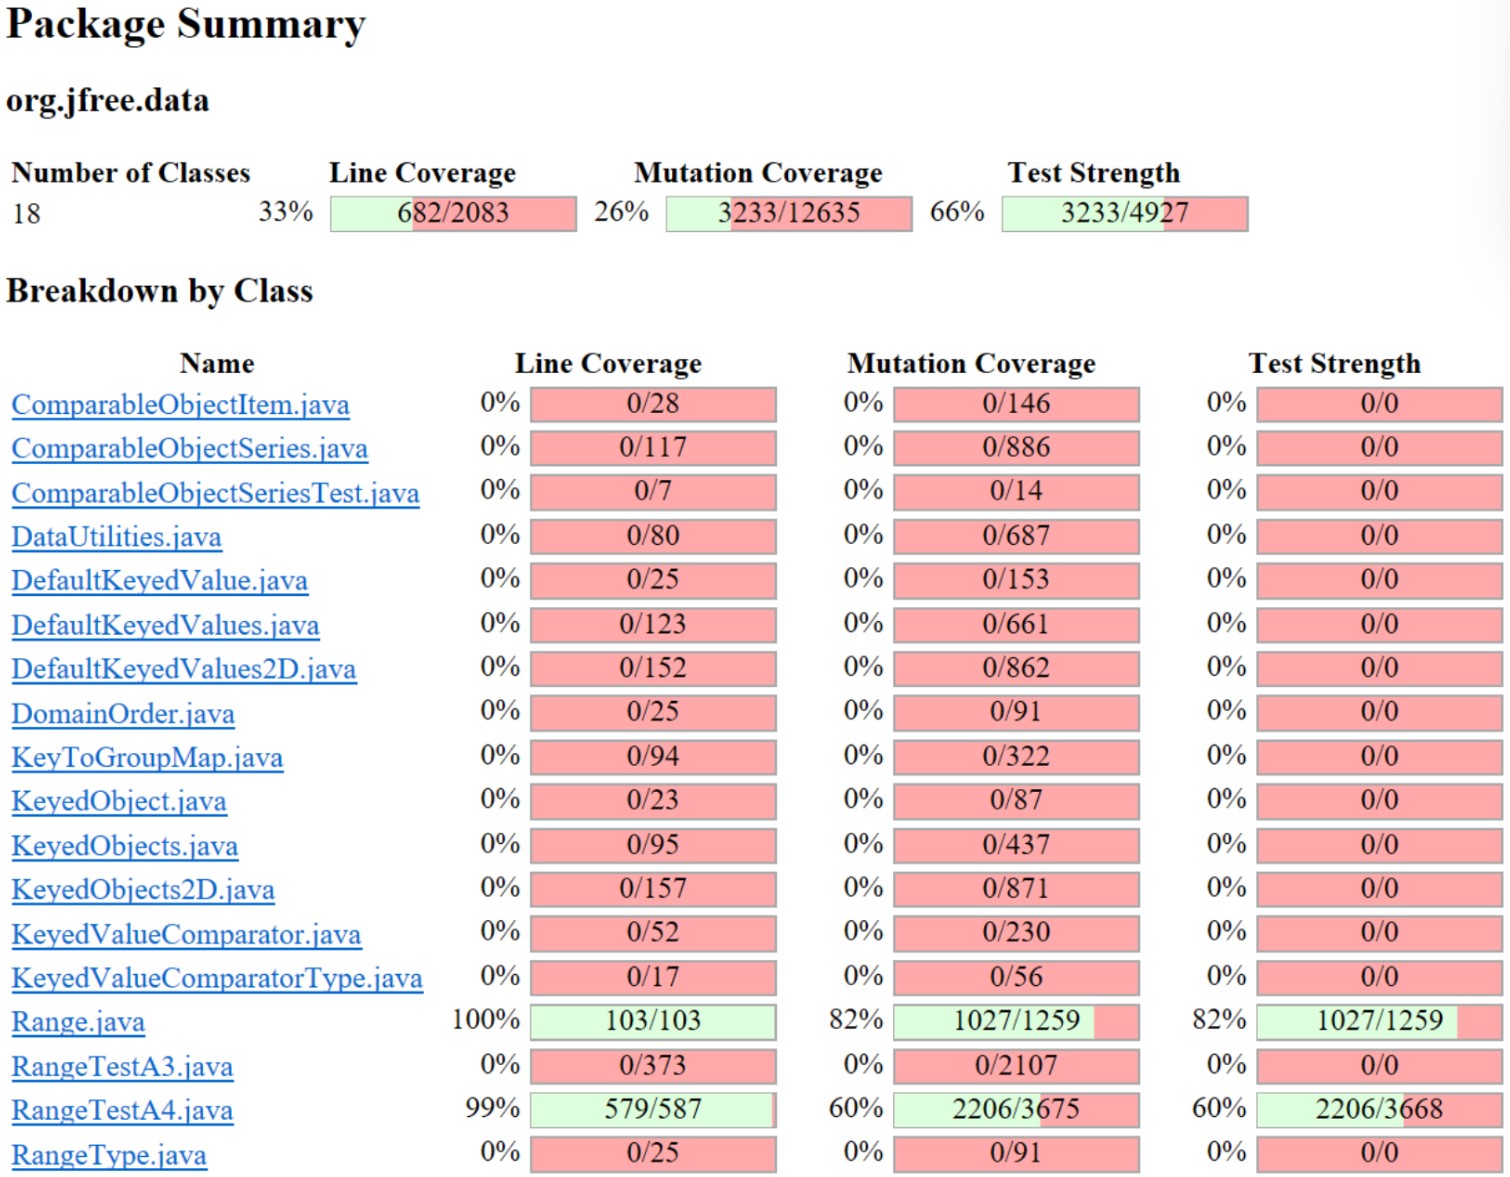 Package Summary
org.jfree.data
Number of Classes Line Coverage Mutation Coverage Test Strength
18 33% 682/2083 26% 3233/12635 66% 3233/4927
Breakdown by Class
Name Line Coverage Mutation Coverage Test Strength
ComparableObjectItem.java 0% 0/28 0% 0/146 0% 0/0
ComparableObjectSeries.java 0% 0/117 0% 0/886 0% 0/0
ComparableObjectSeriesTest.java 0% 0/7 0% 0/14 0% 0/0
DataUtilities.java 0% 0/80 0% 0/687 0% 0/0
DefaultKeyedValue.java 0% 0/25 0% 0/153 0% 0/0
DefaultKeyedValues.java 0% 0/123 0% 0/661 0% 0/0
DefaultKeyedValues2D.java 0% 0/152 0% 0/862 0% 0/0
DomainOrder.java 0% 0/25 0% 0/91 0% 0/0
KeyToGroupMap.java 0% 0/94 0% 0/322 0% 0/0
KeyedObject.java 0% 0/23 0% 0/87 0% 0/0
KeyedObjects.java 0% 0/95 0% 0/437 0% 0/0
KeyedObjects2D.java 0% 0/157 0% 0/871 0% 0/0
KeyedValueComparator.java 0% 0/52 0% 0/230 0% 0/0
KeyedValueComparatorType.java 0% 0/17 0% 0/56 0% 0/0
Range.java 100% 103/103 82% 1027/1259 82% 1027/1259
RangeTestA3.java 0% 0/373 0% 0/2107 0% 0/0
RangeTestA4.java 99% 579/587 60% 2206/3675 60% 2206/3668
RangeType.java 0% 0/25 0% 0/91 0% 0/0